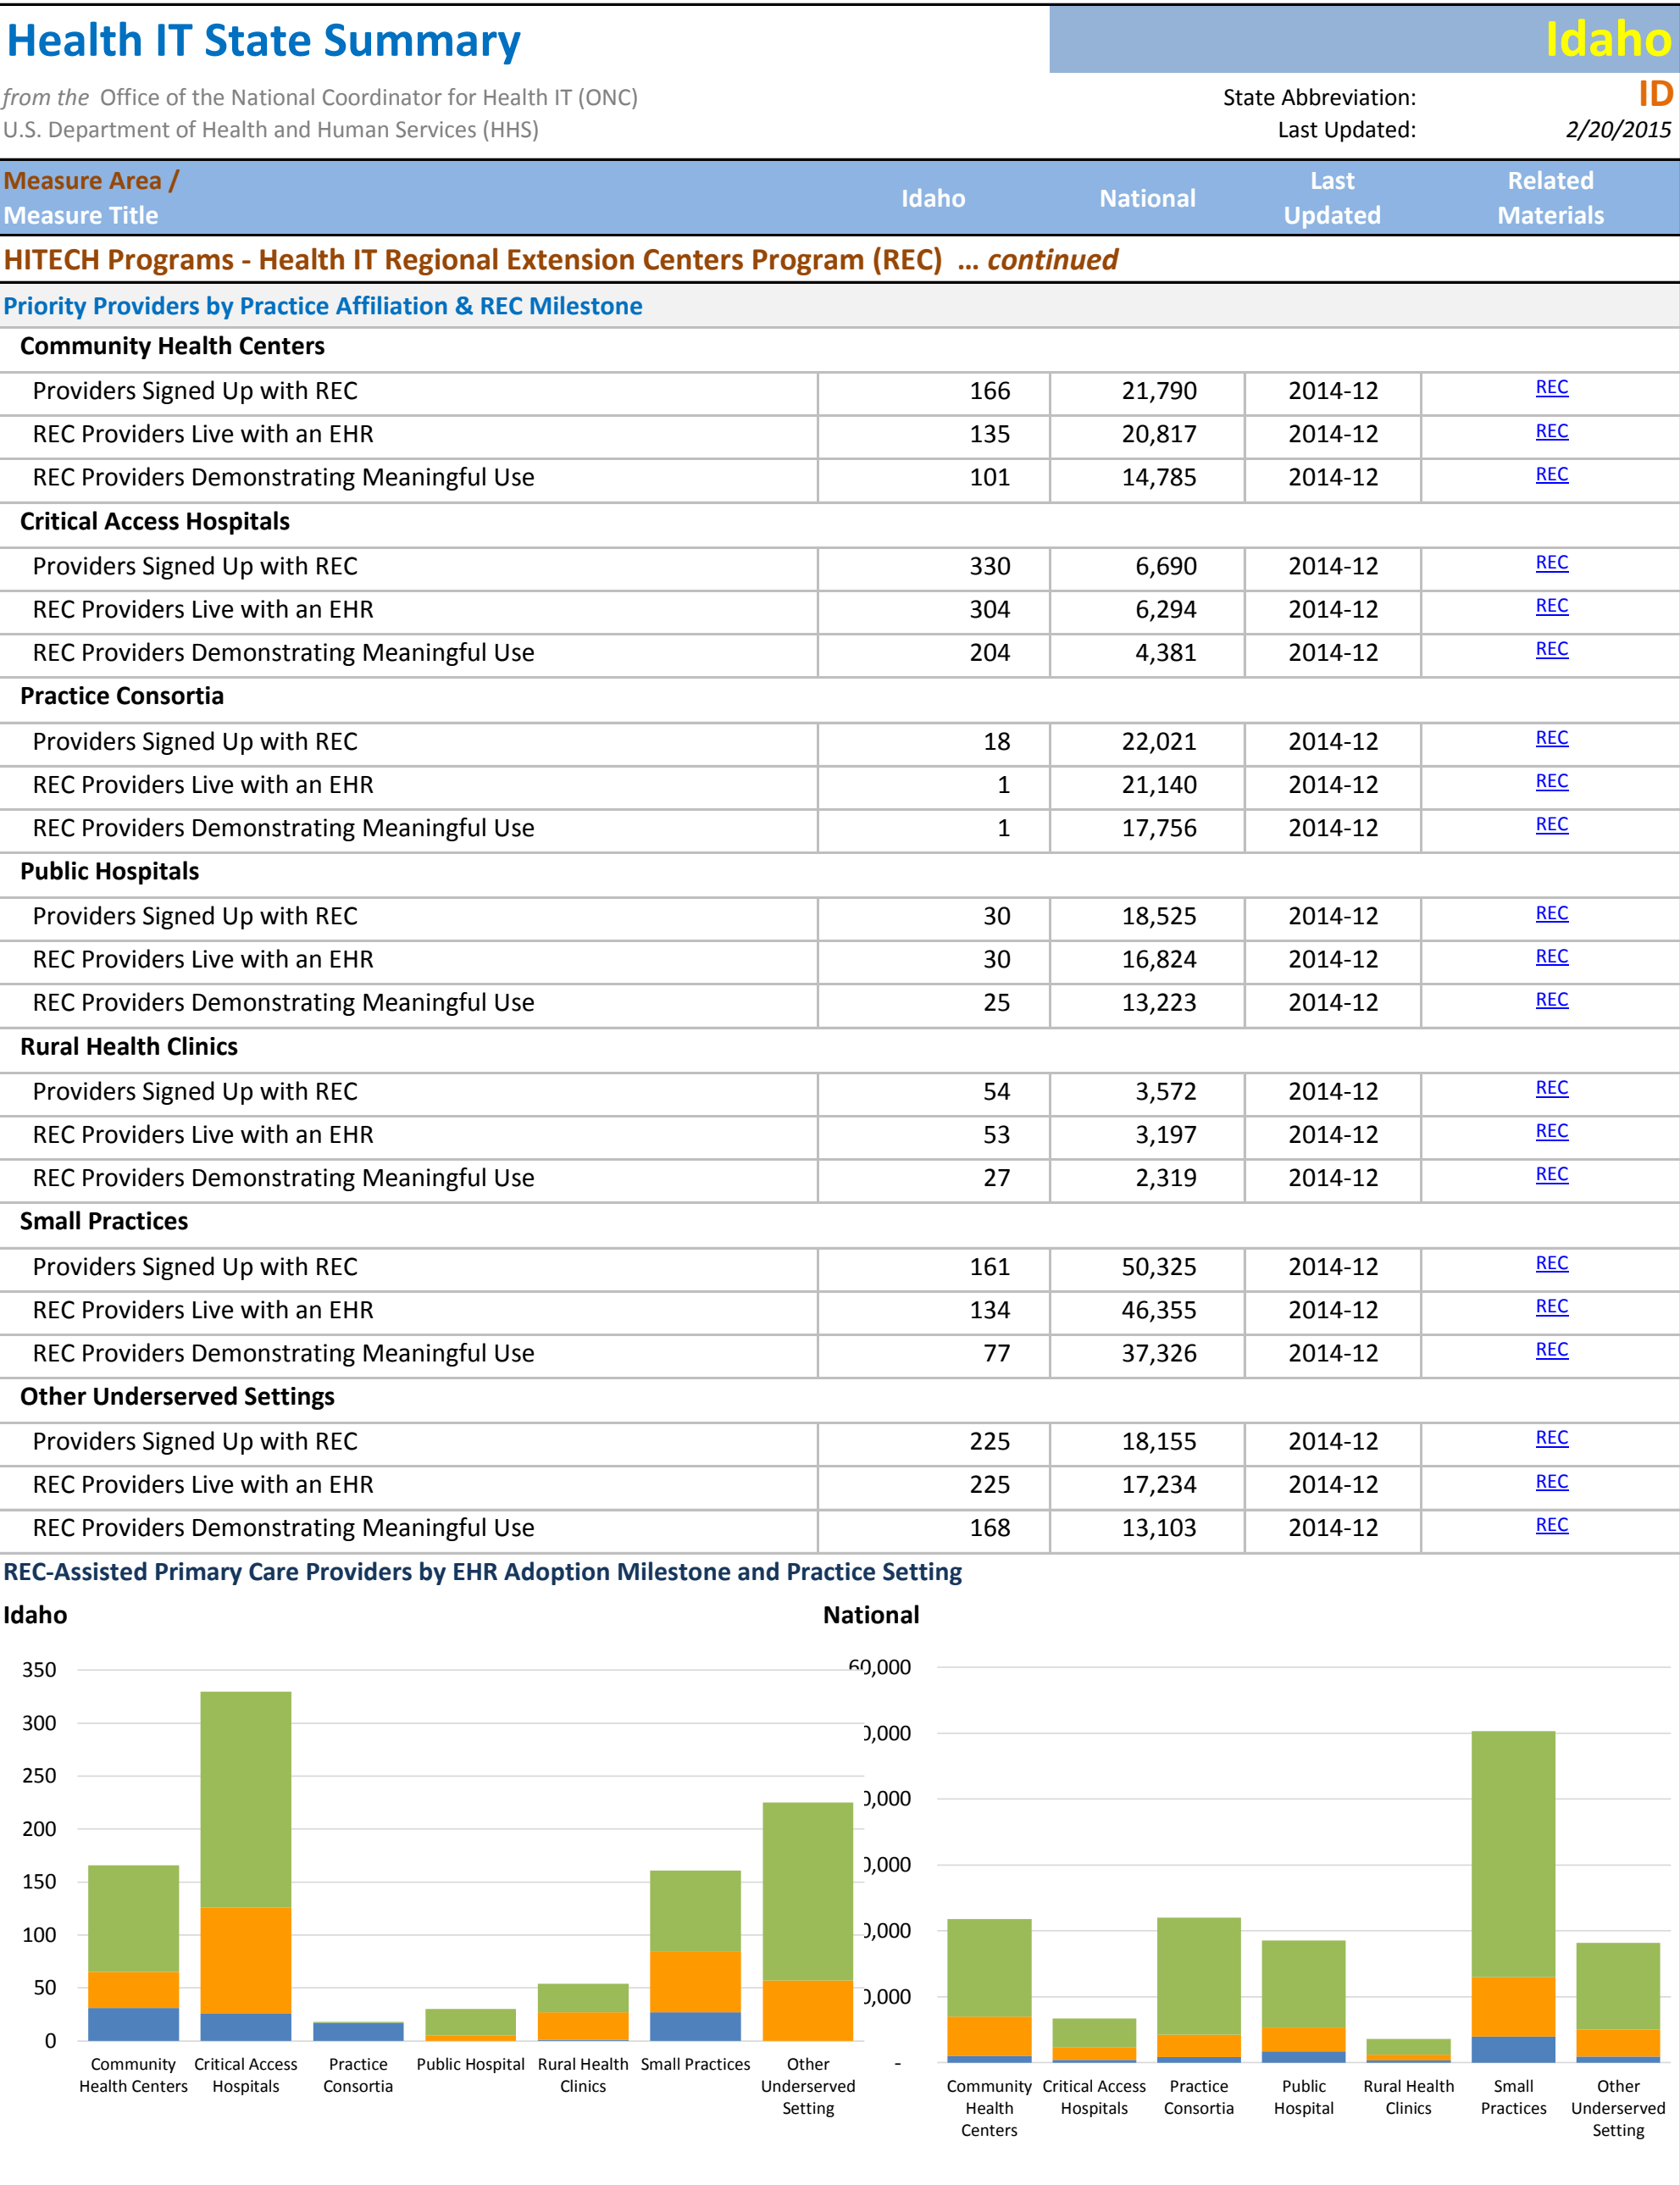 Health IT State Summary
Idaho
from the Office of the National Coordinator for Health IT (ONC)
State Abbreviation: ID
U.S. Department of Health and Human Services (HHS)
Last Updated: 2/20/2015
Measure Area /
Measure Title
Idaho
National
Last
Updated
Related
Materials
HITECH Programs - Health IT Regional Extension Centers Program (REC) ... continued
Priority Providers by Practice Affiliation & REC Milestone
Community Health Centers
Providers Signed Up with REC 166 21,790 2014-12 REC
REC Providers Live with an EHR 135 20,817 2014-12 REC
REC Providers Demonstrating Meaningful Use 101 14,785 2014-12 REC
Critical Access Hospitals
Providers Signed Up with REC 330 6,690 2014-12 REC
REC Providers Live with an EHR 304 6,294 2014-12 REC
REC Providers Demonstrating Meaningful Use 204 4,381 2014-12 REC
Practice Consortia
Providers Signed Up with REC 18 22,021 2014-12 REC
REC Providers Live with an EHR 1 21,140 2014-12 REC
REC Providers Demonstrating Meaningful Use 1 17,756 2014-12 REC
Public Hospitals
Providers Signed Up with REC 30 18,525 2014-12 REC
REC Providers Live with an EHR 30 16,824 2014-12 REC
REC Providers Demonstrating Meaningful Use 25 13,223 2014-12 REC
Rural Health Clinics
Providers Signed Up with REC 54 3,572 2014-12 REC
REC Providers Live with an EHR 53 3,197 2014-12 REC
REC Providers Demonstrating Meaningful Use 27 2,319 2014-12 REC
Small Practices
Providers Signed Up with REC 161 50,325 2014-12 REC
REC Providers Live with an EHR 134 46,355 2014-12 REC
REC Providers Demonstrating Meaningful Use 77 37,326 2014-12 REC
Other Underserved Settings
Providers Signed Up with REC 225 18,155 2014-12 REC
REC Providers Live with an EHR 225 17,234 2014-12 REC
REC Providers Demonstrating Meaningful Use 168 13,103 2014-12 REC
REC-Assisted Primary Care Providers by EHR Adoption Milestone and Practice Setting
Idaho
350
300
250
200
150
100
50
0
Community
Health Centers
Critical Access
Hospitals
Practice
Consortia
Public Hospital
Rural Health
Clinics
Small Practices
Other
Underserved
Setting
National
60,000
0,000
0,000
0,000
0,000
0,000
-
Community
Health
Centers
Critical Access
Hospitals
Practice
Consortia
Public
Hospital
Rural Health
Clinics
Small
Practices
Other
Underserved
Setting